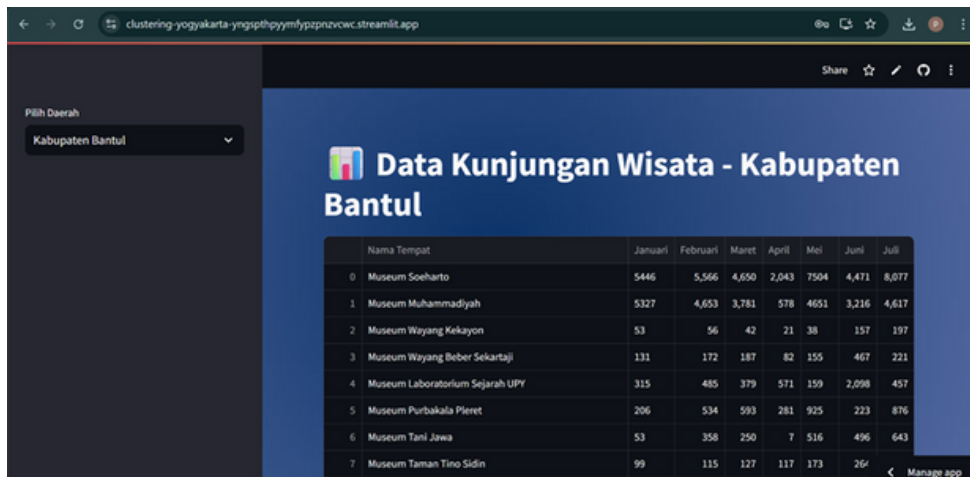 clustering-yogyakarta-yngspthpyymfypzpnzvcwc.streamlit.app
Share
Pilih Daerah
Kabupaten Bantul
Data Kunjungan Wisata - Kabupaten
Bantul
Nama Tempat Januari Februari Maret April Mei Juni Juli
0 Museum Soeharto 5446 5,566 4,650 2,043 7504 4,471 8,077
1 Museum Muhammadiyah 5327 4,653 3,781 578 4651 3,216 4,617
2 Museum Wayang Kekayon 53 56 42 21 38 157 197
3 Museum Wayang Beber Sekartaji 131 172 187 82 155 467 221
4 Museum Laboratorium Sejarah UPY 315 485 379 571 159 2,098 457
5 Museum Purbakala Pleret 206 534 593 281 925 223 876
6 Museum Tani Jawa 53 358 250 7 516 496 643
7 Museum Taman Tino Sidin 99 115 127 117 173
Manage app